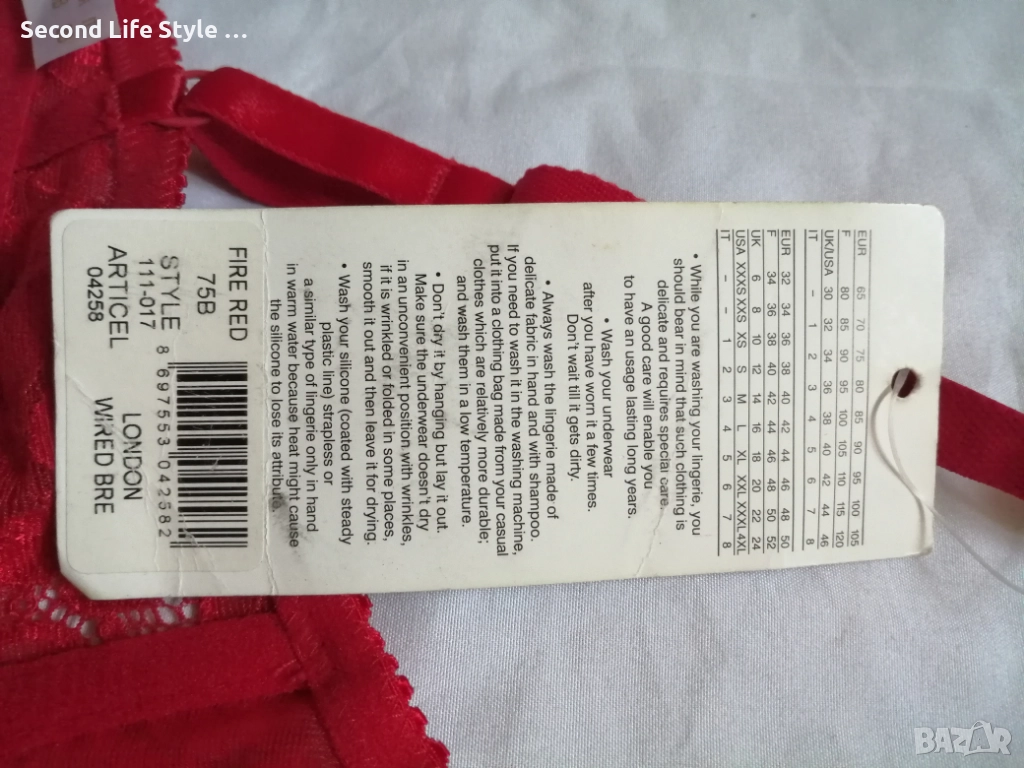 Second Life Style ...
EUR 65 70 75 80 85 90 95 100 105
F 80 85 90 95 100 105 110 115 120
UK/USA 30 32 34 36 38 40 42 44 46
IT – 1 2 3 4 5 6 7 8
EUR 32 34 36 38 40 42 44 46 48 50
F 34 36 38 40 42 44 46 48 50 52
UK 6 8 10 12 14 16 18 20 22 24
USA XXXS XXS XS S M L XL XXL XXXL 4XL
IT – – 1 2 3 4 5 6 7 8
• While you are washing your lingerie, you
should bear in mind that such clothing is
delicate and requires special care.
A good care will enable you
to have an usage lasting long years.
• Wash your underwear
after you have worn it a few times.
Don't wait till it gets dirty.
• Always wash the lingerie made of
delicate fabric in hand and with shampoo.
If you need to wash it in the washing machine,
put it into a clothing bag made from your casual
clothes which are relatively more durable;
and wash them in a low temperature.
• Don't dry it by hanging but lay it out.
Make sure the underwear doesn't dry
in an unconvenient position with wrinkles,
if it is wrinkled or folded in some places,
smooth it out and then leave it for drying.
• Wash your silicone (coated with steady
plastic line) strapless or
a similar type of lingerie only in hand
in warm water because heat might cause
the silicone to lose its attribute.
FIRE RED
75B
8 697553 042582
STYLE
111-017
LONDON
ARTICEL
04258
WIRED BRE
BAZAR